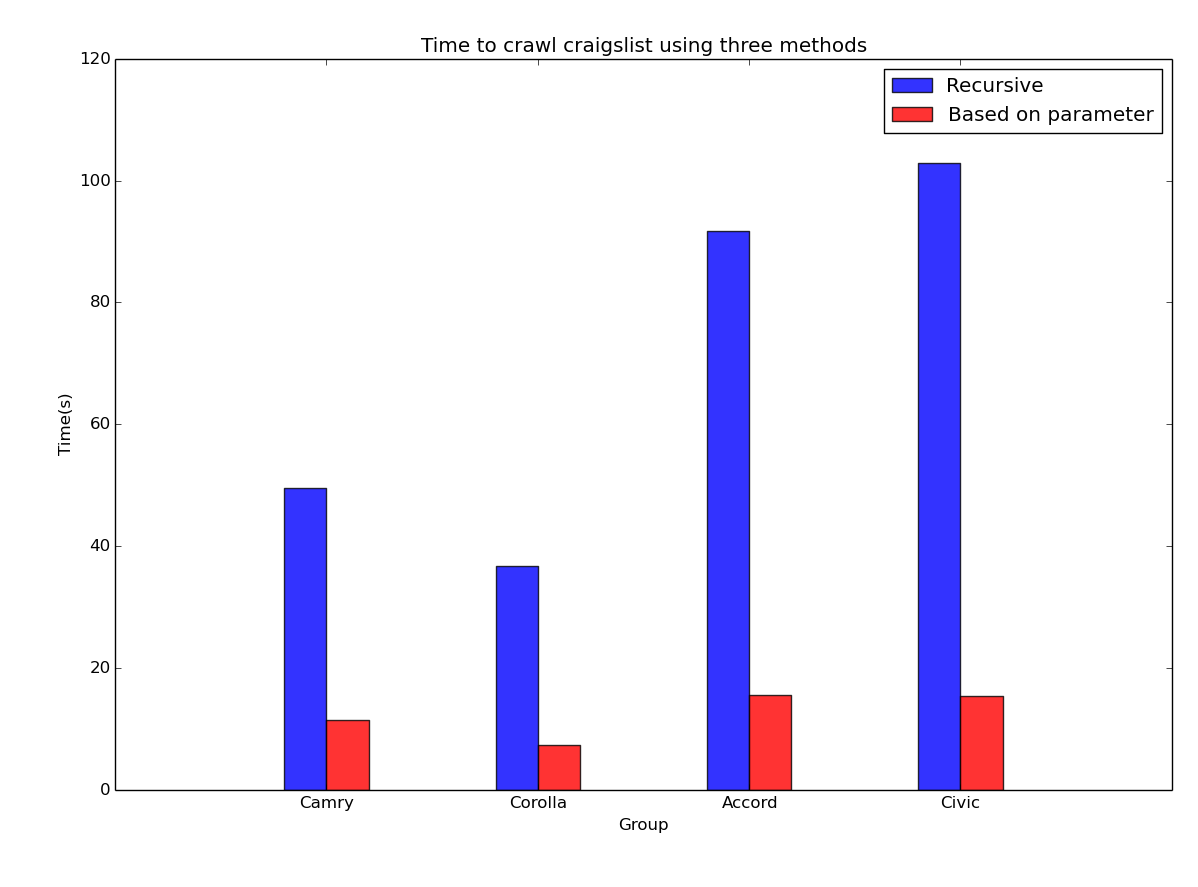 Time to crawl craigslist using three methods
Recursive
Based on parameter
120
100
80
60
40
20
0
Time(s)
Camry Corolla Accord Civic
Group